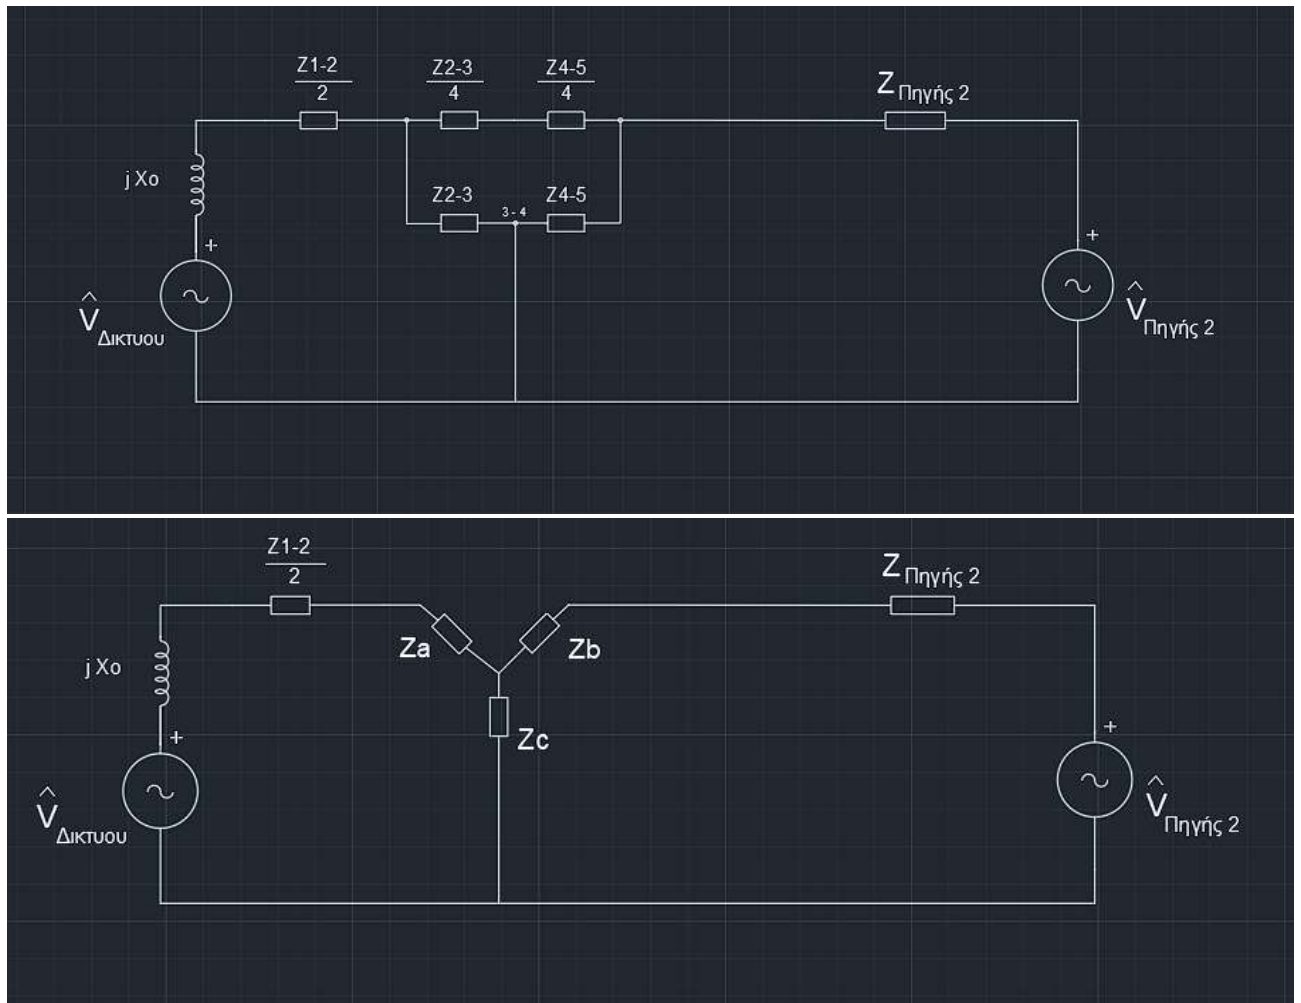 Z1-2
2
Z2-3
4
Z4-5
4
Z Πηγής 2
j Xo
Z2-3
3 - 4
Z4-5
+
+
V̂ Δικτυου
V̂ Πηγής 2
Z1-2
2
Z Πηγής 2
j Xo
Za
Zb
Zc
+
+
V̂ Δικτυου
V̂ Πηγής 2